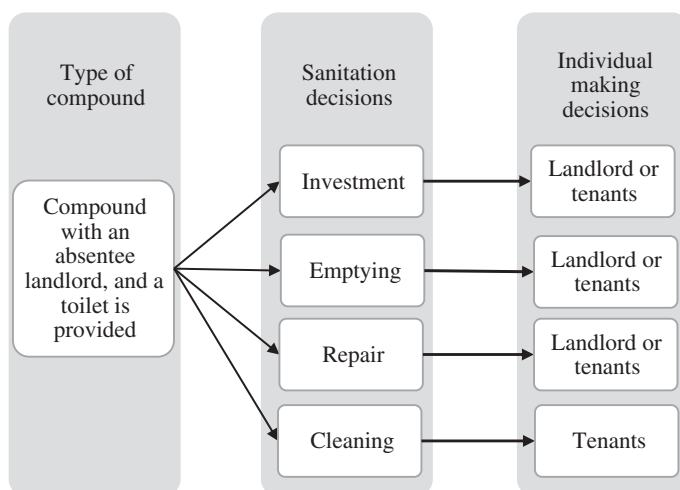 Type of
compound
Sanitation
decisions
Individual
making
decisions
Compound
with an
absentee
landlord, and a
toilet is
provided
Investment
Landlord or
tenants
Emptying
Landlord or
tenants
Repair
Landlord or
tenants
Cleaning
Tenants